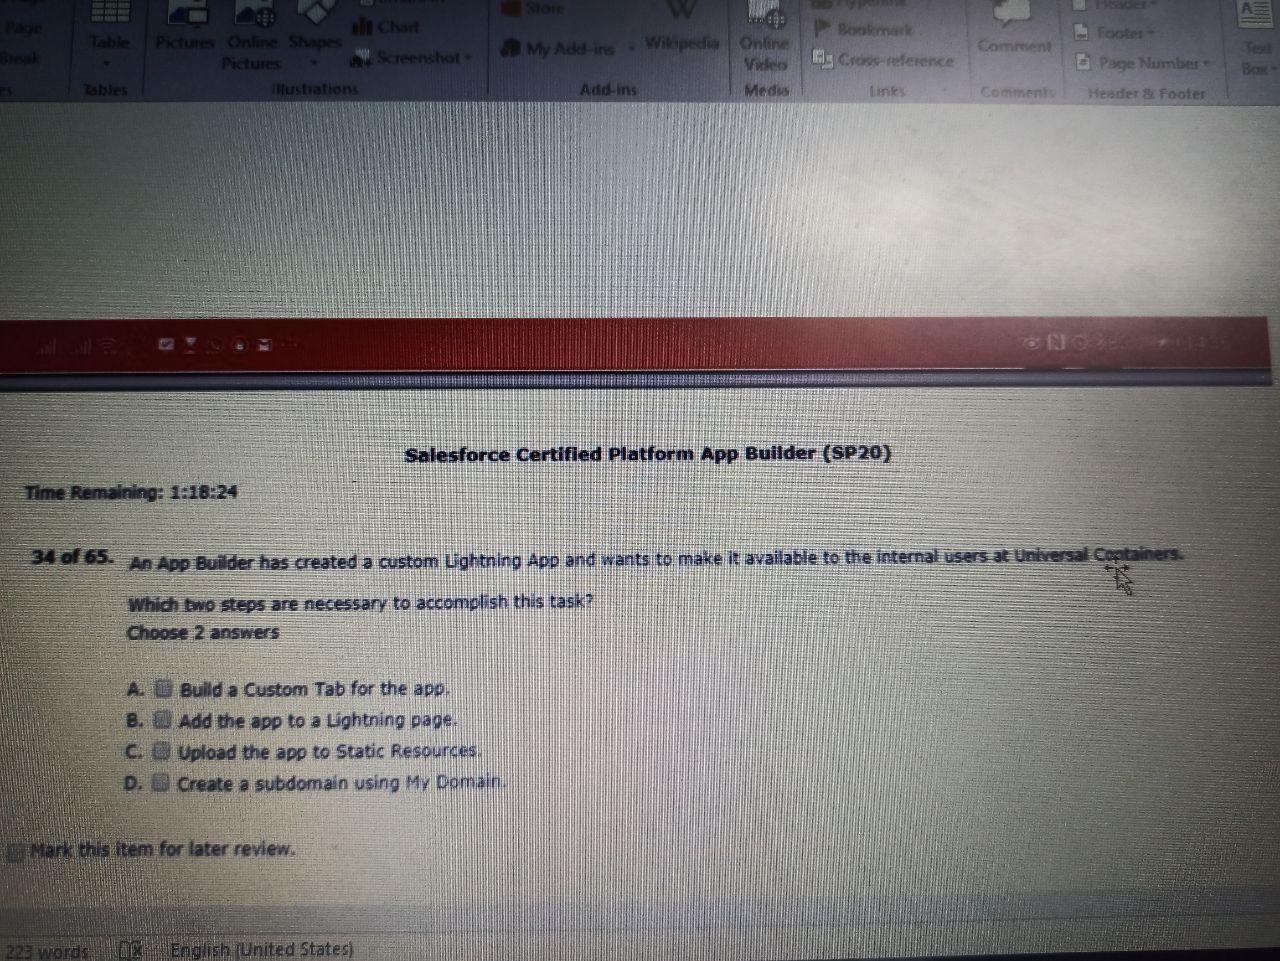 Page
Break
Table
Tables
Pictures
Online
Pictures
Shapes
Chart
Screenshot
Illustrations
Store
My Add-ins
Wikipedia
Add-ins
Online
Video
Media
Bookmark
Cross-reference
Links
Comment
Comments
Header
Footer
Page Number
Header & Footer
A
Text
Box
Salesforce Certified Platform App Builder (SP20)
Time Remaining: 1:18:24
34 of 65. An App Builder has created a custom Lightning App and wants to make it available to the internal users at Universal Containers.
Which two steps are necessary to accomplish this task?
Choose 2 answers
A. Build a Custom Tab for the app.
B. Add the app to a Lightning page.
C. Upload the app to Static Resources.
D. Create a subdomain using My Domain.
Mark this item for later review.
223 words English (United States)